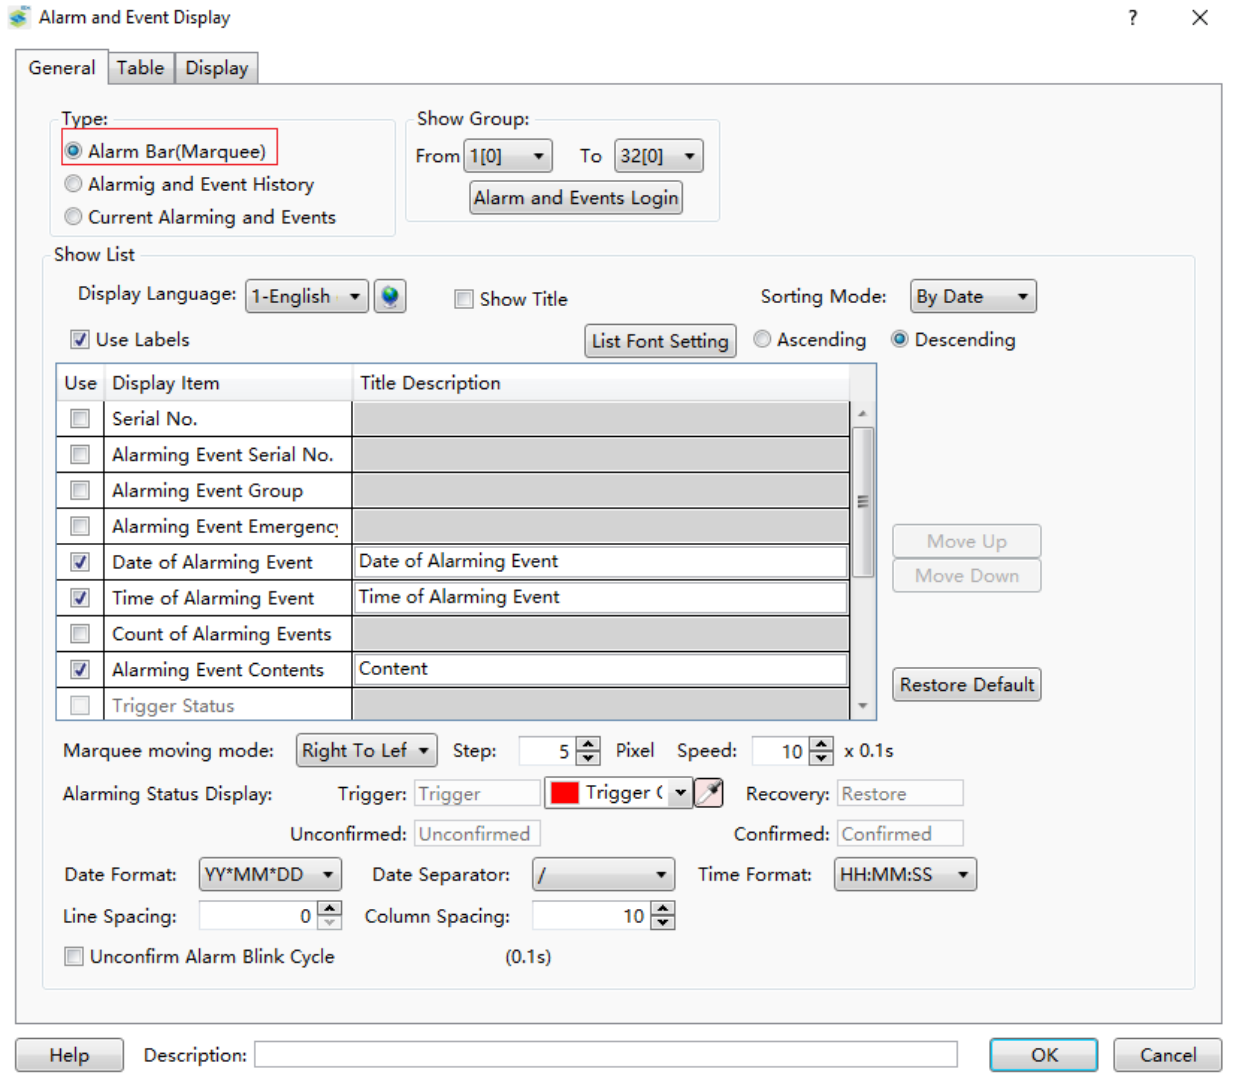 Alarm and Event Display ?
General Table Display
Type:
Alarm Bar(Marquee)
Alarmig and Event History
Current Alarming and Events
Show Group:
From 1[0] To 32[0]
Alarm and Events Login
Show List
Display Language: 1-English Show Title Sorting Mode: By Date
Use Labels List Font Setting Ascending Descending
Use Display Item Title Description
Serial No.
Alarming Event Serial No.
Alarming Event Group
Alarming Event Emergency
Date of Alarming Event Date of Alarming Event
Time of Alarming Event Time of Alarming Event
Count of Alarming Events
Alarming Event Contents Content
Trigger Status
Move Up
Move Down
Restore Default
Marquee moving mode: Right To Lef Step: 5 Pixel Speed: 10 x 0.1s
Alarming Status Display: Trigger: Trigger Trigger ( Recovery: Restore
Unconfirmed: Unconfirmed Confirmed: Confirmed
Date Format: YY*MM*DD Date Separator: / Time Format: HH:MM:SS
Line Spacing: 0 Column Spacing: 10
Unconfirm Alarm Blink Cycle (0.1s)
Help Description: OK Cancel